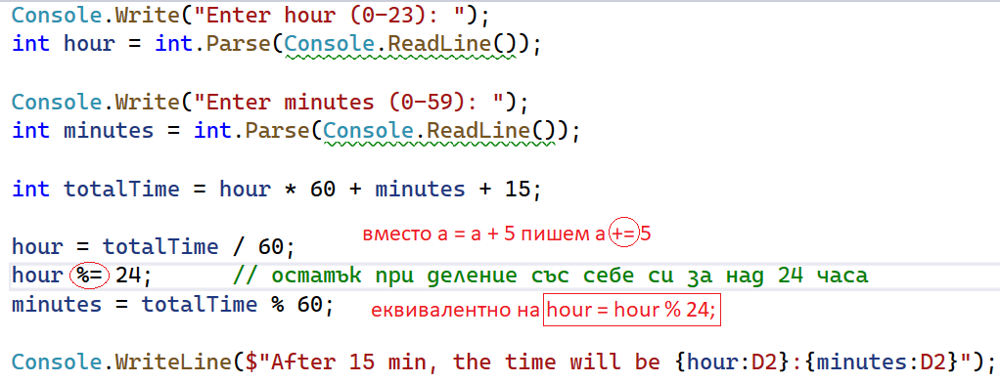 Console.Write("Enter hour (0-23): ");
int hour = int.Parse(Console.ReadLine());
Console.Write("Enter minutes (0-59): ");
int minutes = int.Parse(Console.ReadLine());
int totalTime = hour * 60 + minutes + 15;
вместо a = a + 5 пишем a += 5
hour = totalTime / 60;
hour %= 24; // остатък при деление със себе си за над 24 часа
minutes = totalTime % 60;
еквивалентно на hour = hour % 24;
Console.WriteLine($"After 15 min, the time will be {hour:D2}:{minutes:D2}");